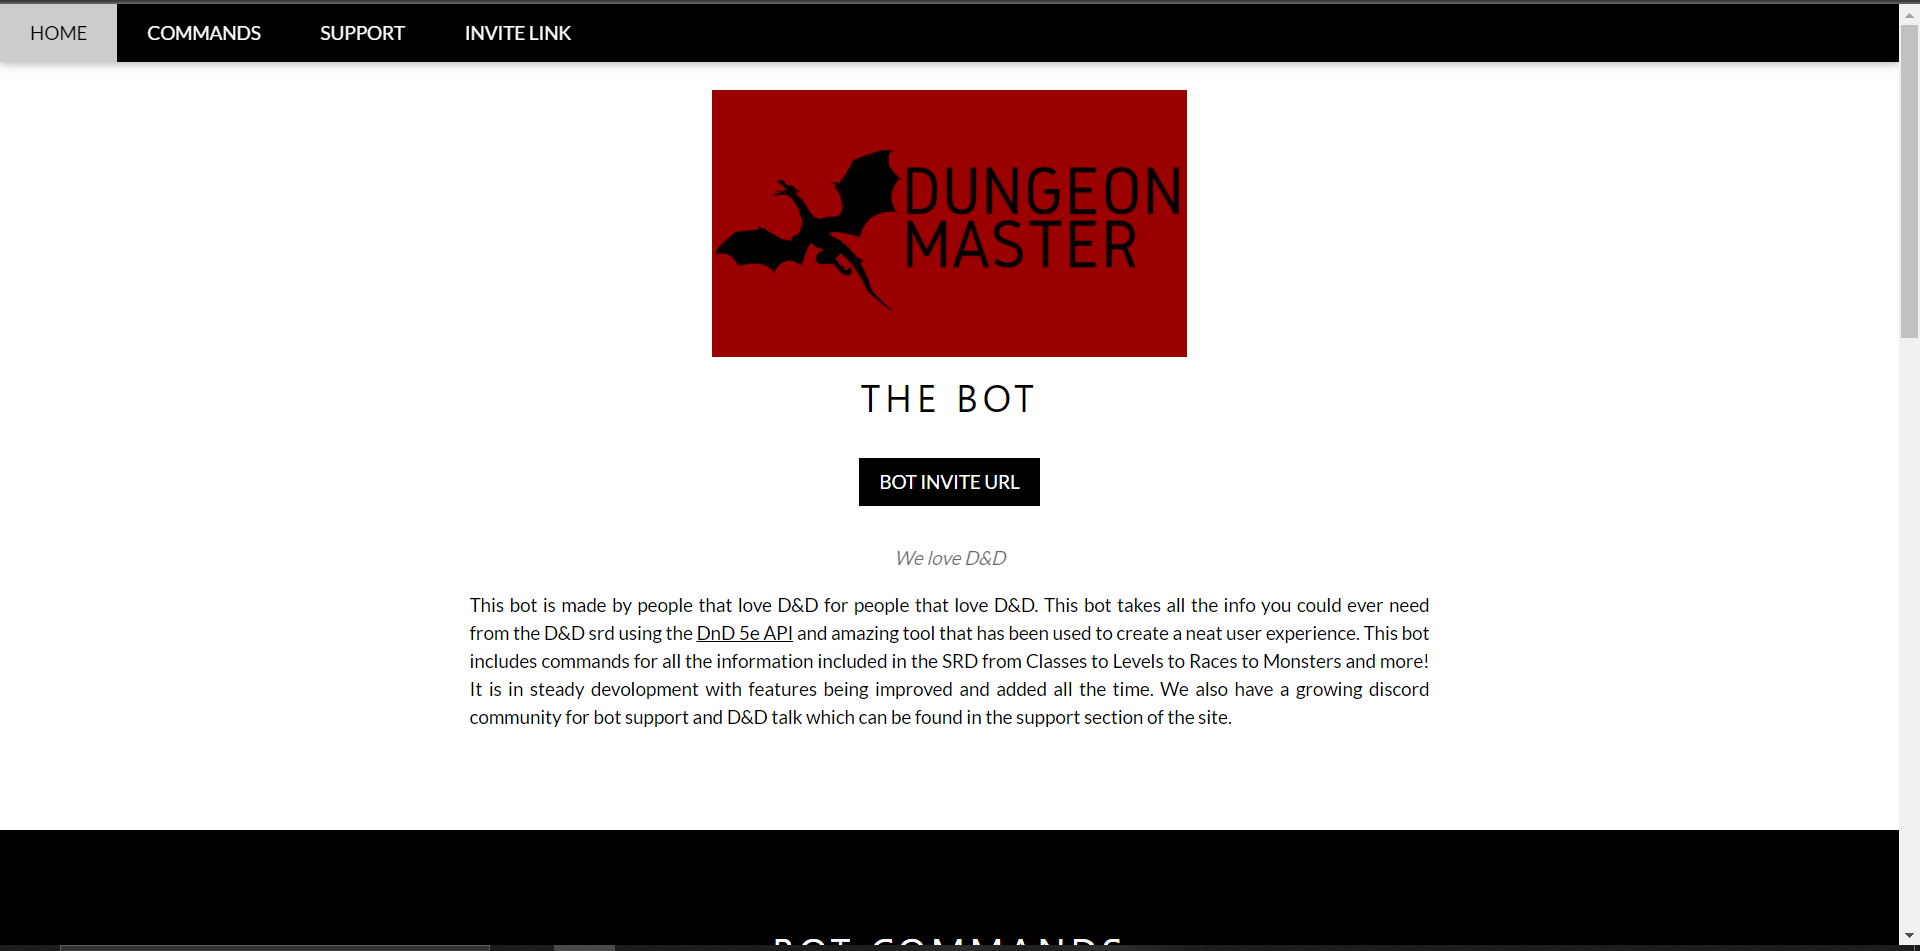 HOME COMMANDS SUPPORT INVITE LINK
DUNGEON
MASTER
THE BOT
BOT INVITE URL
We love D&D
This bot is made by people that love D&D for people that love D&D. This bot takes all the info you could ever need
from the D&D srd using the DnD 5e API and amazing tool that has been used to create a neat user experience. This bot
includes commands for all the information included in the SRD from Classes to Levels to Races to Monsters and more!
It is in steady devolopment with features being improved and added all the time. We also have a growing discord
community for bot support and D&D talk which can be found in the support section of the site.
BOT COMMANDS